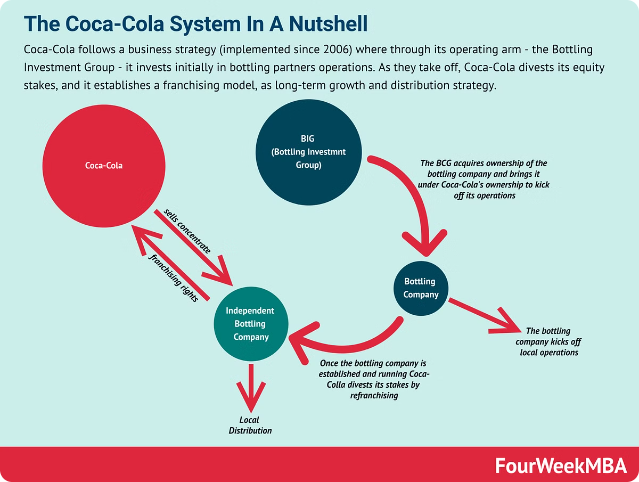 The Coca-Cola System In A Nutshell
Coca-Cola follows a business strategy (implemented since 2006) where through its operating arm - the Bottling
Investment Group - it invests initially in bottling partners operations. As they take off, Coca-Cola divests its equity
stakes, and it establishes a franchising model, as long-term growth and distribution strategy.
Coca-Cola
BIG
(Bottling Investmnt
Group)
The BCG acquires ownership of the
bottling company and brings it
under Coca-Cola's ownership to kick
off its operations
sells concentrate
franchising rights
Bottling
Company
Independent
Bottling
Company
The bottling
company kicks off
local operations
Once the bottling company is
established and running Coca-
Colla divests its stakes by
refranchising
Local
Distribution
FourWeekMBA